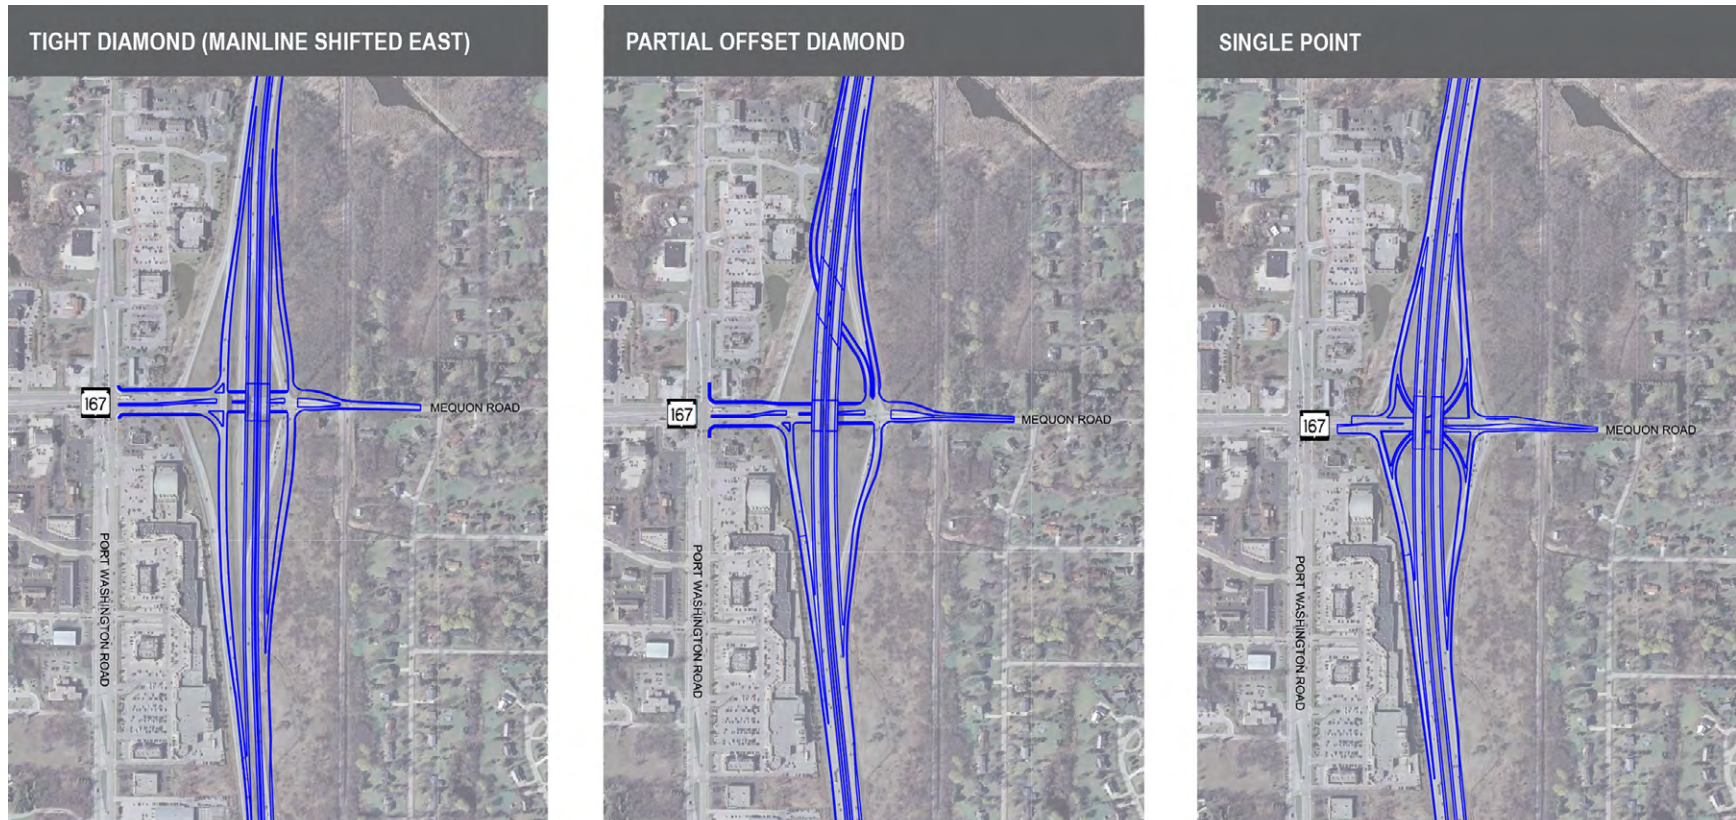 TIGHT DIAMOND (MAINLINE SHIFTED EAST)
167
MEQUON ROAD
PORT WASHINGTON ROAD
PARTIAL OFFSET DIAMOND
167
MEQUON ROAD
PORT WASHINGTON ROAD
SINGLE POINT
167
MEQUON ROAD
PORT WASHINGTON ROAD